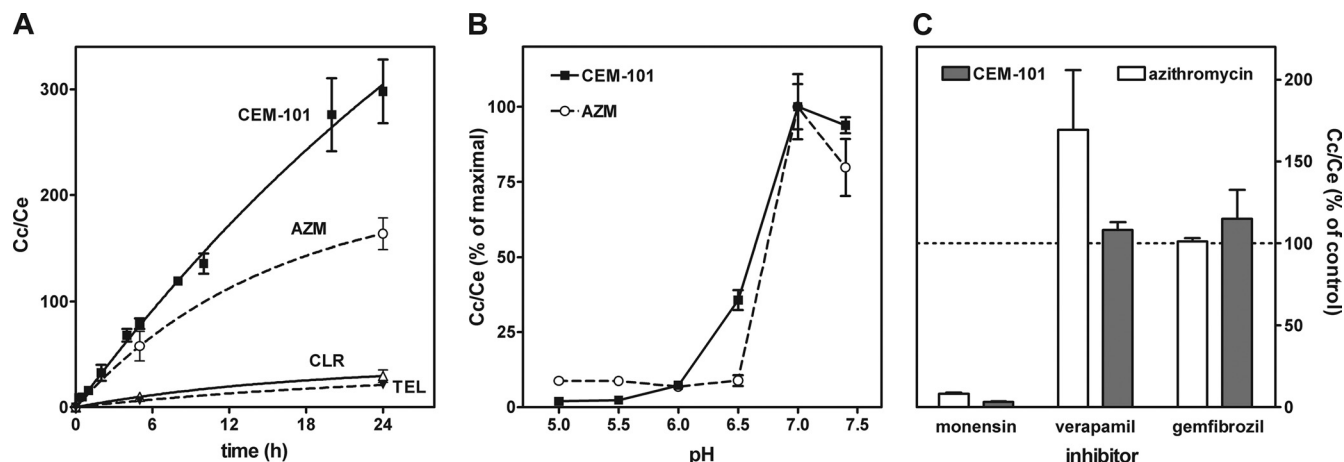 A
Cc/Ce
300
200
100
0
CEM-101
AZM
CLR
TEL
0 6 12 18 24
time (h)
B
Cc/Ce (% of maximal)
100
75
50
25
0
CEM-101
AZM
5.0 5.5 6.0 6.5 7.0 7.5
pH
C
CEM-101 azithromycin
200
150
100
50
0
Cc/Ce (% of control)
monensin verapamil gemfibrozil
inhibitor